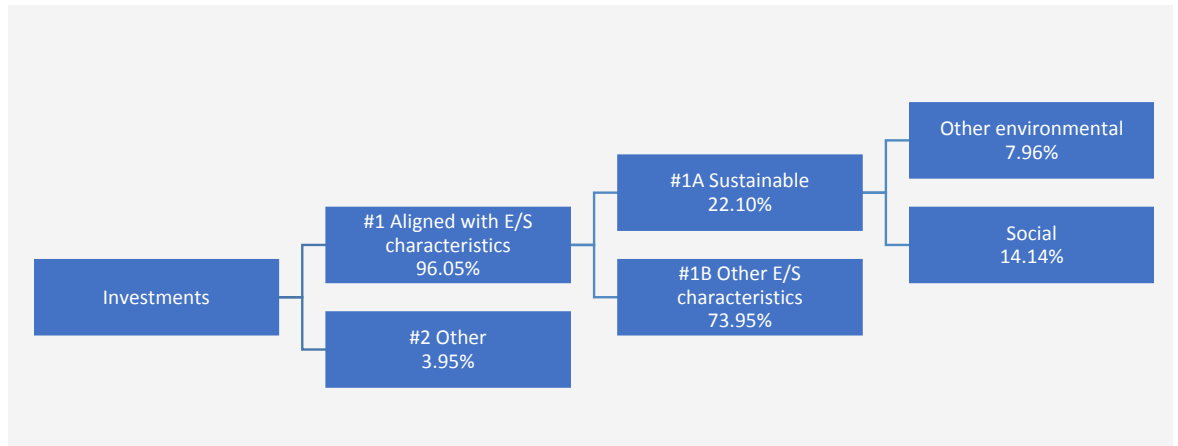 Investments
#1 Aligned with E/S
characteristics
96.05%
#2 Other
3.95%
#1A Sustainable
22.10%
#1B Other E/S
characteristics
73.95%
Other environmental
7.96%
Social
14.14%